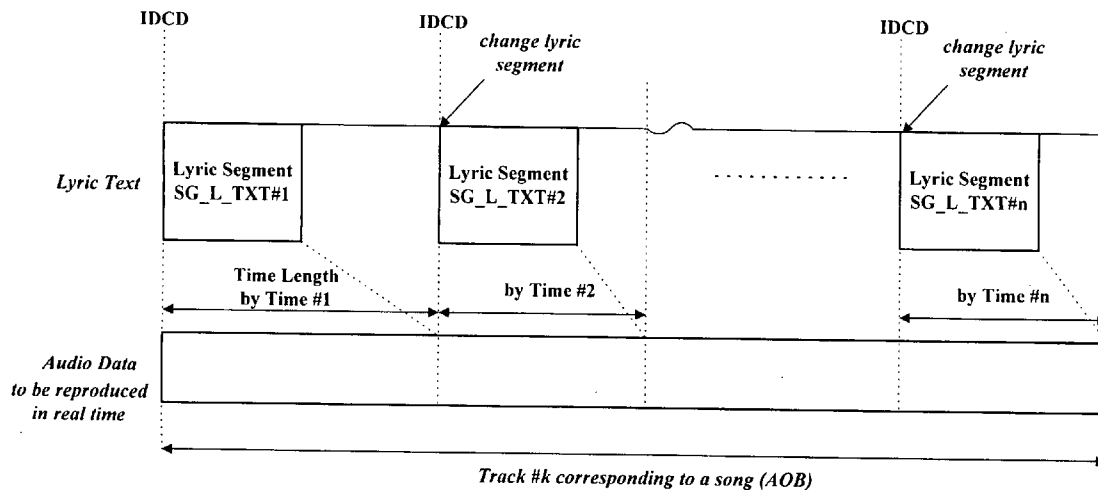 IDCD
IDCD
IDCD
change lyric
segment
change lyric
segment
Lyric Text
Lyric Segment
SG_L_TXT#1
Lyric Segment
SG_L_TXT#2
Lyric Segment
SG_L_TXT#n
Time Length
by Time #1
by Time #2
by Time #n
Audio Data
to be reproduced
in real time
Track #k corresponding to a song (AOB)